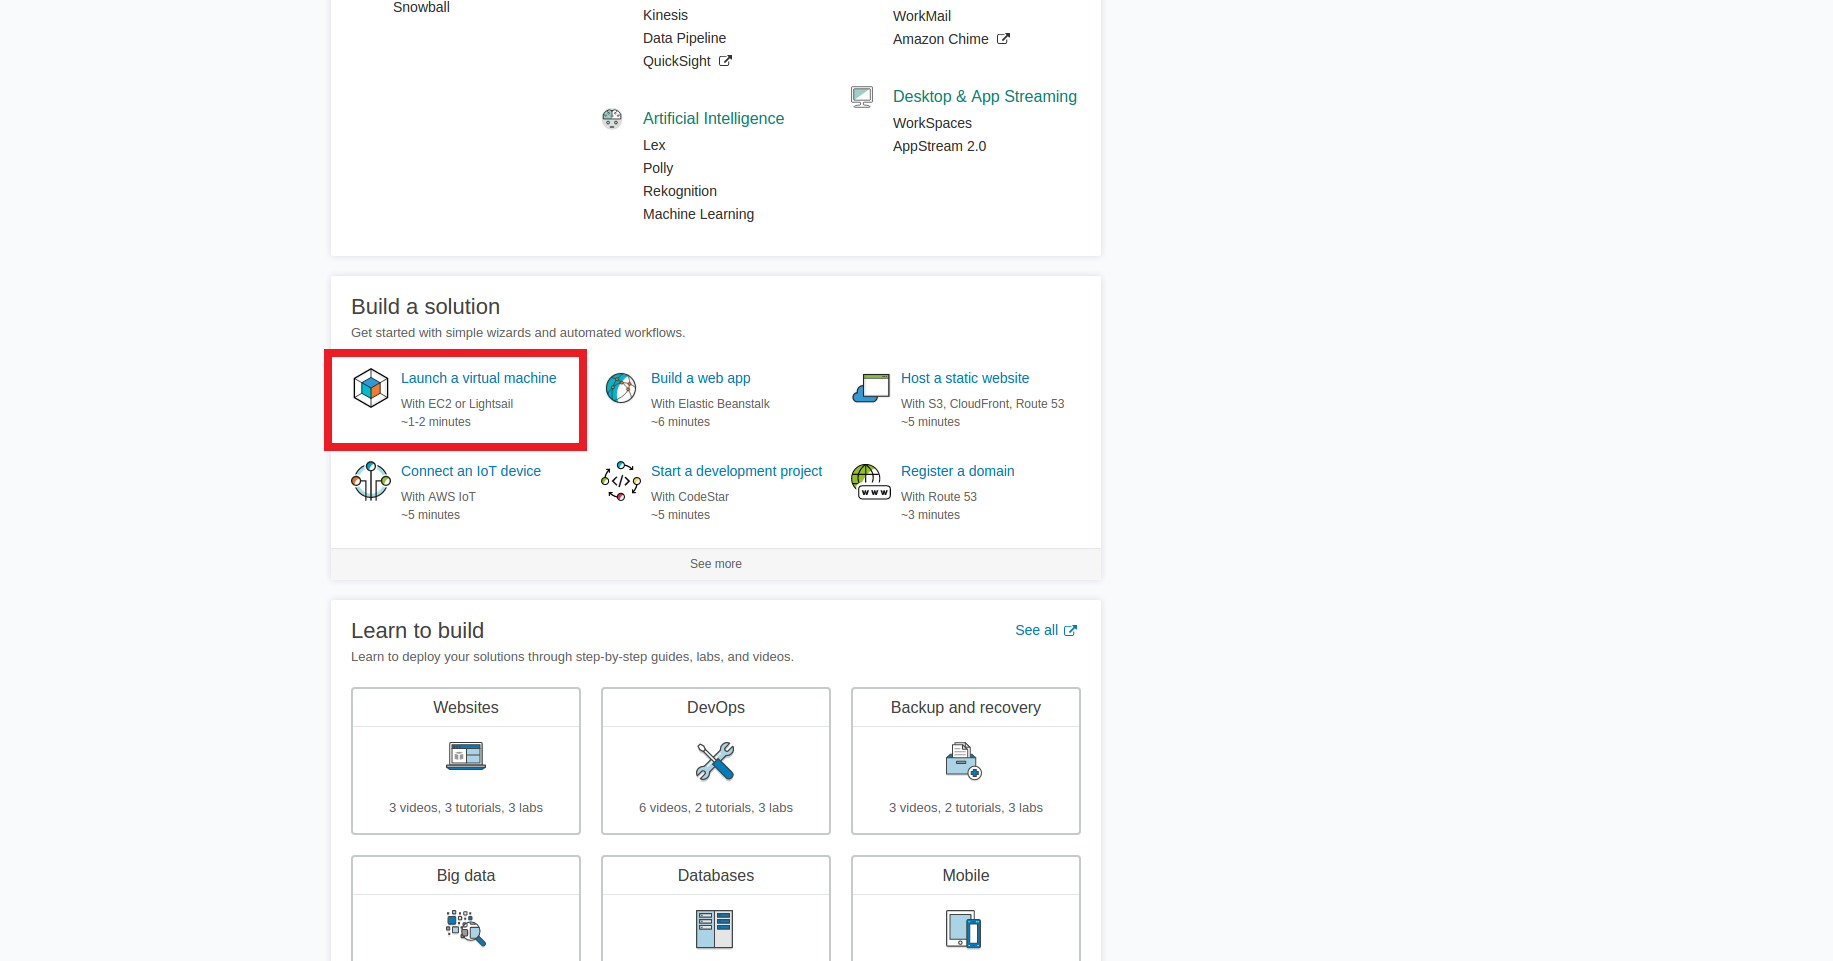 Snowball
Kinesis
Data Pipeline
QuickSight
Artificial Intelligence
Lex
Polly
Rekognition
Machine Learning
WorkMail
Amazon Chime
Desktop & App Streaming
WorkSpaces
AppStream 2.0
Build a solution
Get started with simple wizards and automated workflows.
Launch a virtual machine
With EC2 or Lightsail
~1-2 minutes
Build a web app
With Elastic Beanstalk
~6 minutes
Host a static website
With S3, CloudFront, Route 53
~5 minutes
Connect an IoT device
With AWS IoT
~5 minutes
Start a development project
With CodeStar
~5 minutes
Register a domain
With Route 53
~3 minutes
See more
Learn to build
See all
Learn to deploy your solutions through step-by-step guides, labs, and videos.
Websites
3 videos, 3 tutorials, 3 labs
DevOps
6 videos, 2 tutorials, 3 labs
Backup and recovery
3 videos, 2 tutorials, 3 labs
Big data
Databases
Mobile